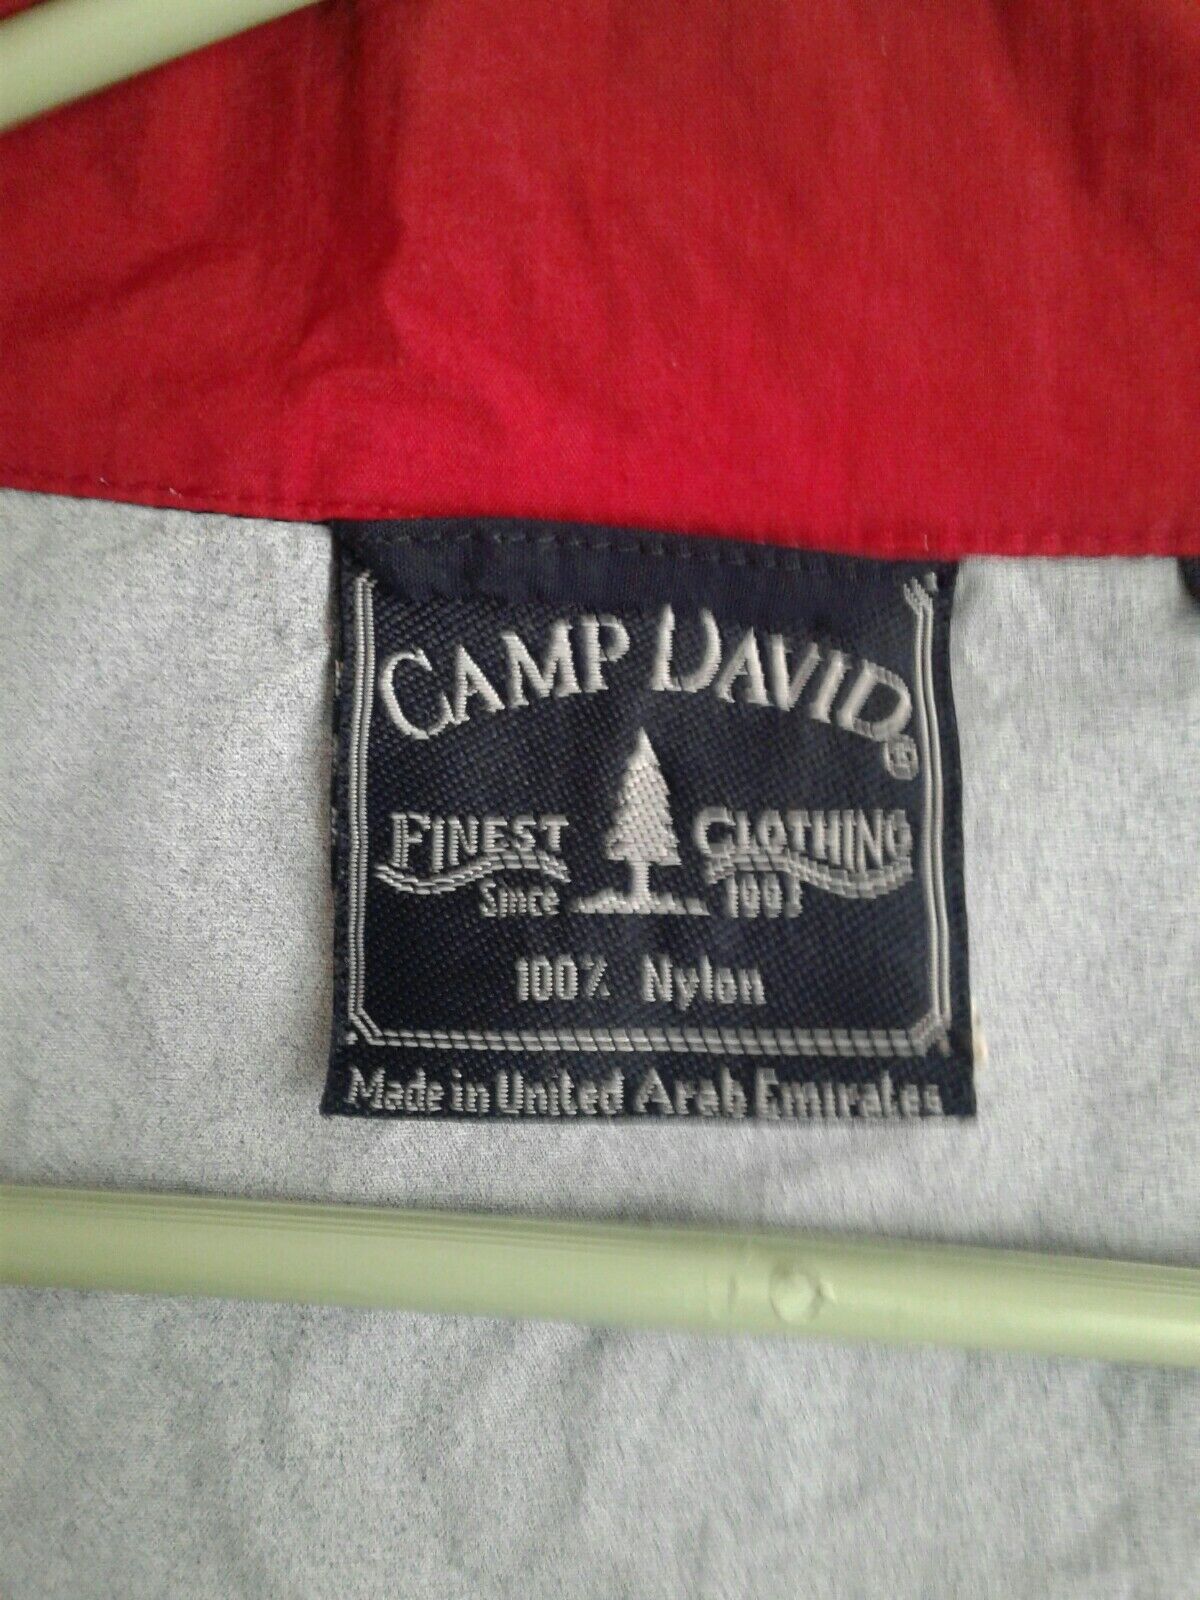 CAMP DAVID®
FINEST CLOTHING
Since
100% Nylon
Made in United Arab Emirates